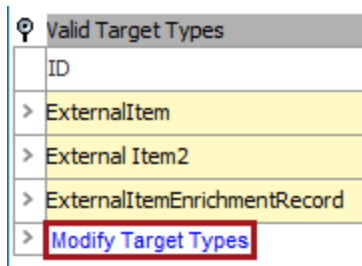 Valid Target Types
ID
ExternalItem
External Item2
ExternalItemEnrichmentRecord
Modify Target Types